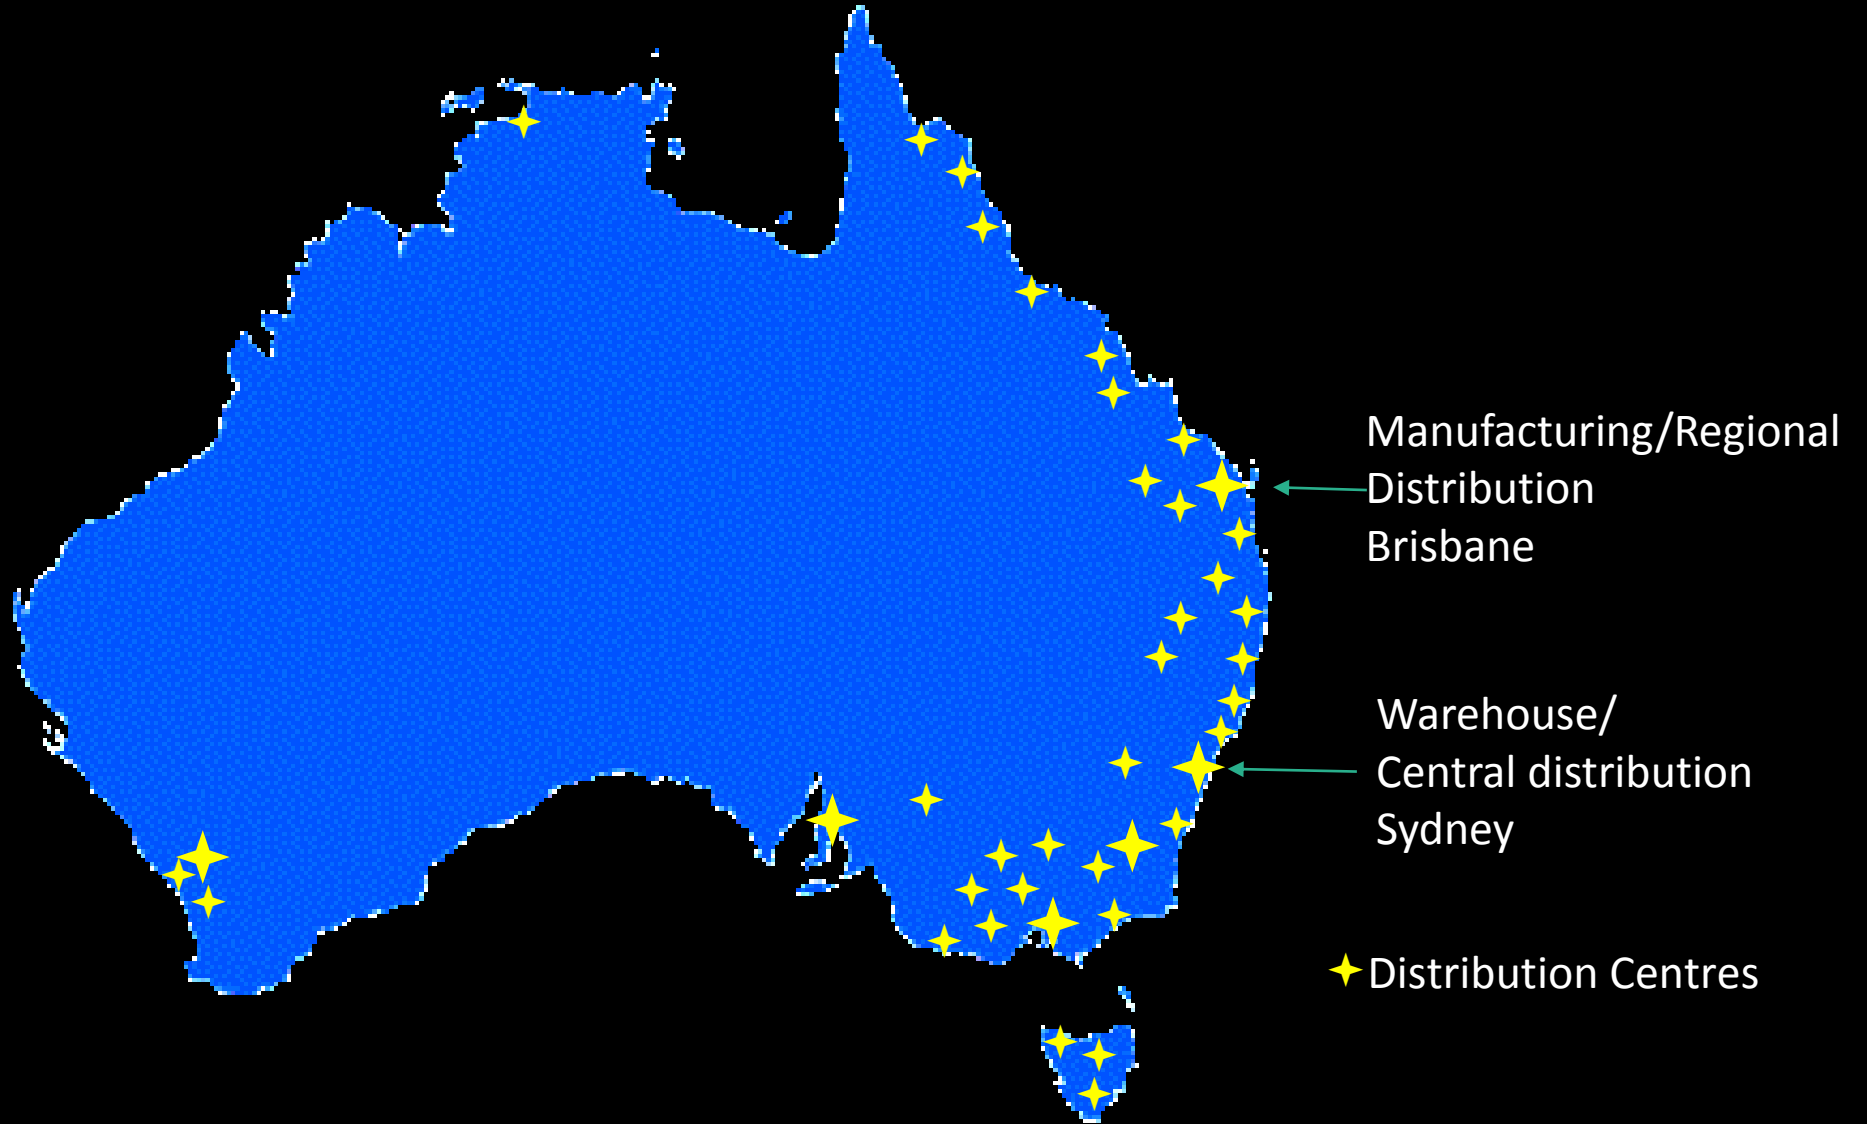 Manufacturing/Regional
Distribution
Brisbane
Warehouse/
Central distribution
Sydney
Distribution Centres